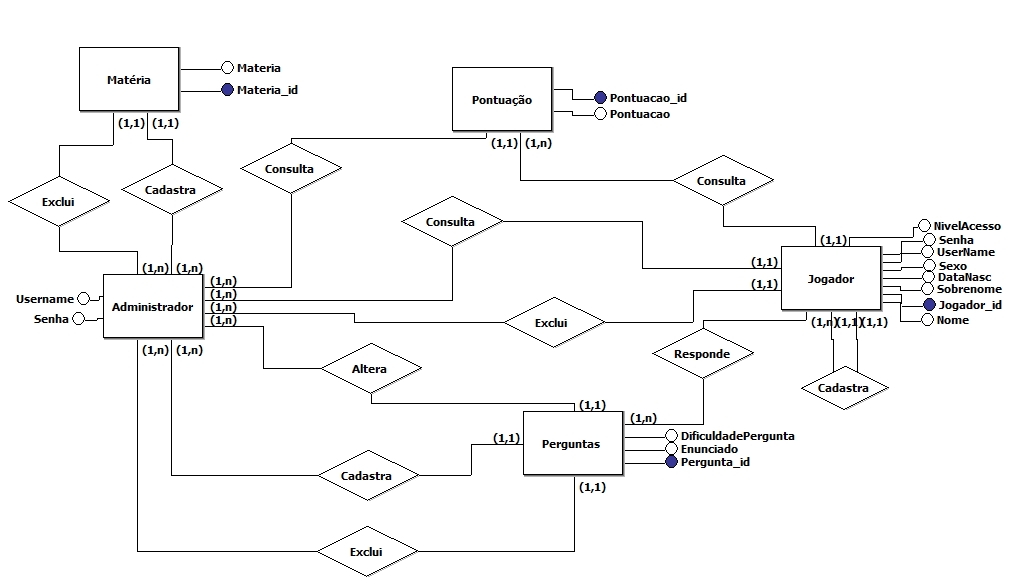 Matéria
Materia
Materia_id
(1,1) (1,1)
Pontuação
Pontuacao_id
Pontuacao
(1,1) (1,n)
Consulta
Consulta
Exclui
Cadastra
Consulta
(1,1)
NivelAcesso
Senha
UserName
Sexo
DataNasc
Sobrenome
Jogador_id
Nome
Jogador
(1,1)
(1,1)
(1,n)(1,1)(1,1)
(1,n) (1,n)
Username
Senha
Administrador
(1,n)
(1,n)
(1,n)
(1,n)
(1,n) (1,n)
Exclui
Responde
Altera
Cadastra
(1,1)
(1,n)
(1,1)
Perguntas
DificuldadePergunta
Enunciado
Pergunta_id
(1,1)
Cadastra
Exclui